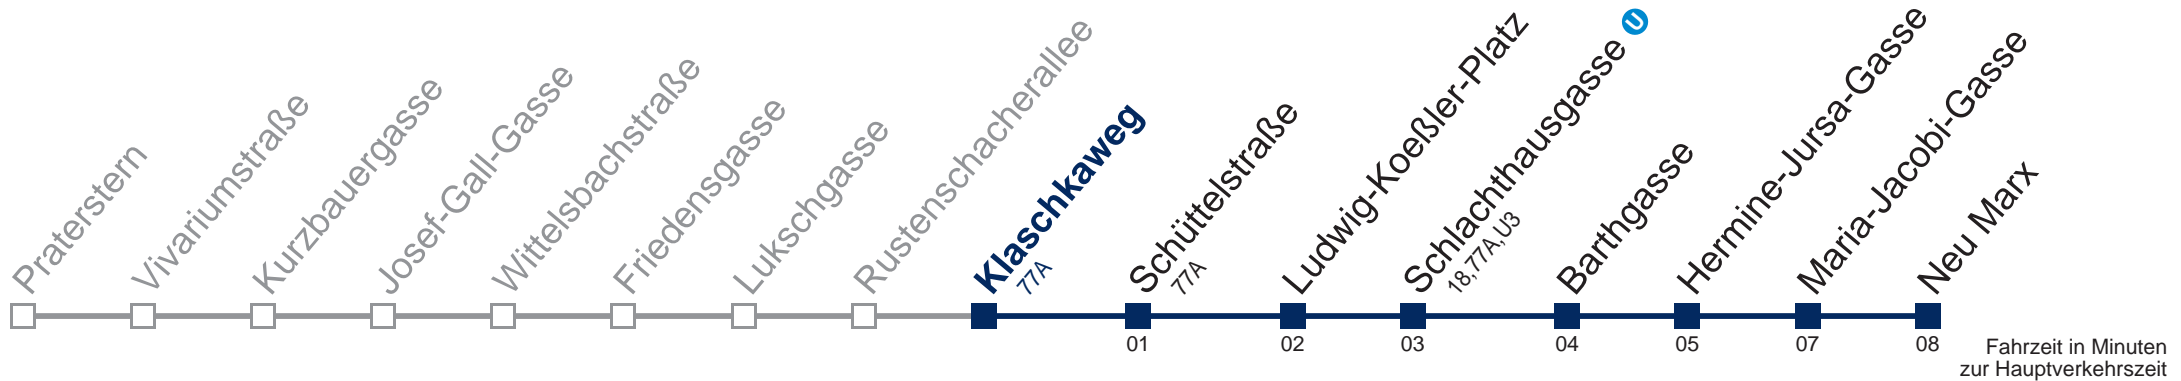 Praterstern
Vivariumstraße
Kurzbauergasse
Josef-Gall-Gasse
Wittelsbachstraße
Friedensgasse
Lukschgasse
Rustenschacherallee
Klaschkaweg
77A
Schüttelstraße
77A
Ludwig-Koeßler-Platz
Schlachthausgasse U
18,77A,U3
Barthgasse
Hermine-Jursa-Gasse
Maria-Jacobi-Gasse
Neu Marx
01 02 03 04 05 07 08
Fahrzeit in Minuten
zur Hauptverkehrszeit